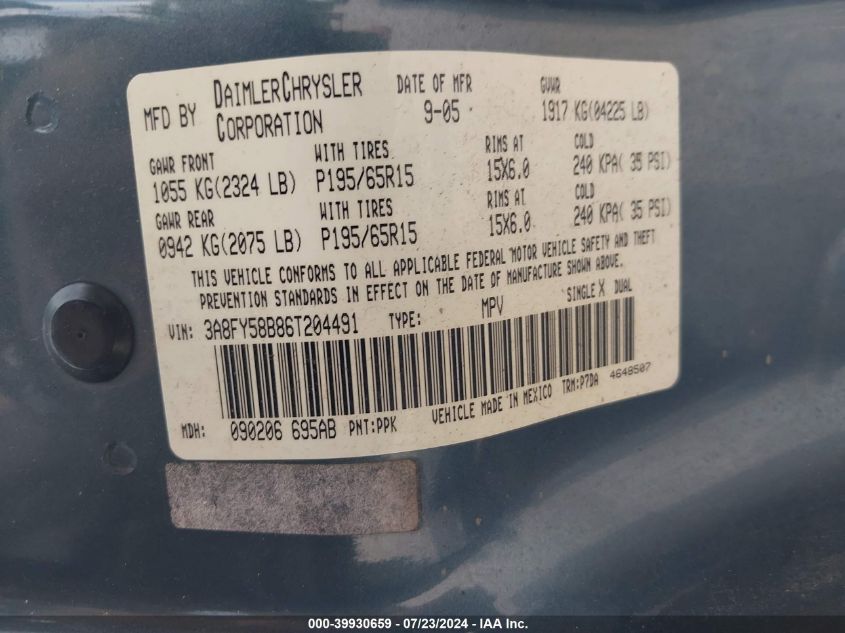 MFD BY DAIMLERCHRYSLER CORPORATION
DATE OF MFR 9-05
GVWR 1917 KG(04225 LB)
GAWR FRONT WITH TIRES RIMS AT COLD
1055 KG(2324 LB) P195/65R15 15X6.0 240 KPA( 35 PSI)
GAWR REAR WITH TIRES RIMS AT COLD
0942 KG(2075 LB) P195/65R15 15X6.0 240 KPA( 35 PSI)
THIS VEHICLE CONFORMS TO ALL APPLICABLE FEDERAL MOTOR VEHICLE SAFETY AND THEFT
PREVENTION STANDARDS IN EFFECT ON THE DATE OF MANUFACTURE SHOWN ABOVE.
VIN: 3A8FY58B86T204491 TYPE: MPV SINGLE X DUAL
MDH: 090206 695AB PNT:PPK VEHICLE MADE IN MEXICO TRM:P7DA 4648507
000-39930659 / 07/23/2024 - IAA Inc.